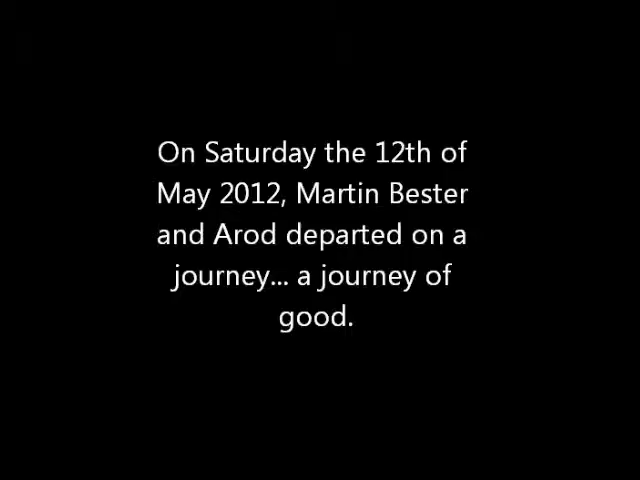 On Saturday the 12th of
May 2012, Martin Bester
and Arod departed on a
journey... a journey of
good.